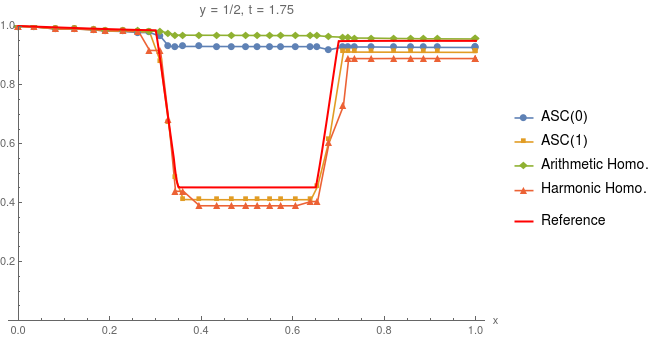 y = 1/2, t = 1.75
1.0
0.8
0.6
0.4
0.2
0.0 0.2 0.4 0.6 0.8 1.0 x
ASC(0)
ASC(1)
Arithmetic Homo.
Harmonic Homo.
Reference